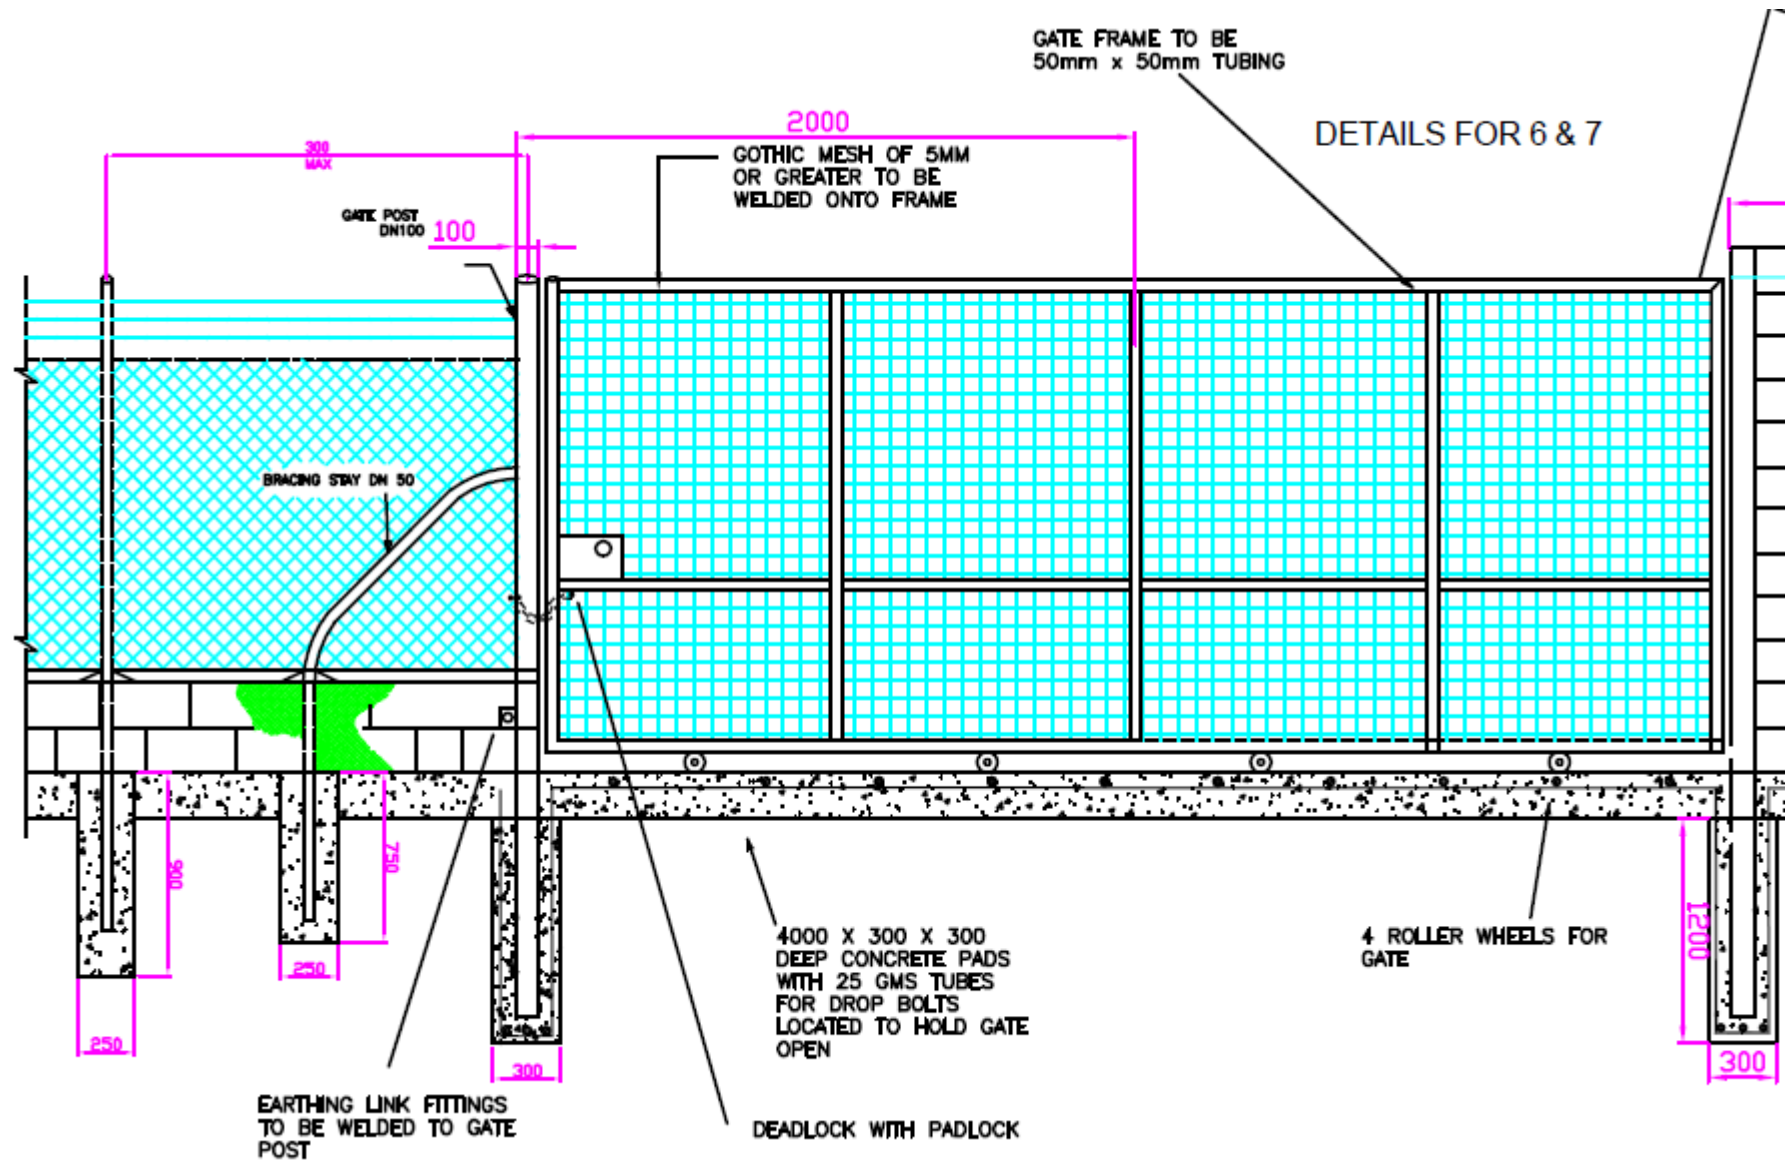 GATE FRAME TO BE
50mm x 50mm TUBING
2000
DETAILS FOR 6 & 7
300
MAX
GOTHIC MESH OF 5MM
OR GREATER TO BE
WELDED ONTO FRAME
GATE POST
DN100
100
BRACING STAY DN 50
900
750
250
250
300
1200
300
4000 X 300 X 300
DEEP CONCRETE PADS
WITH 25 GMS TUBES
FOR DROP BOLTS
LOCATED TO HOLD GATE
OPEN
4 ROLLER WHEELS FOR
GATE
EARTHING LINK FITTINGS
TO BE WELDED TO GATE
POST
DEADLOCK WITH PADLOCK